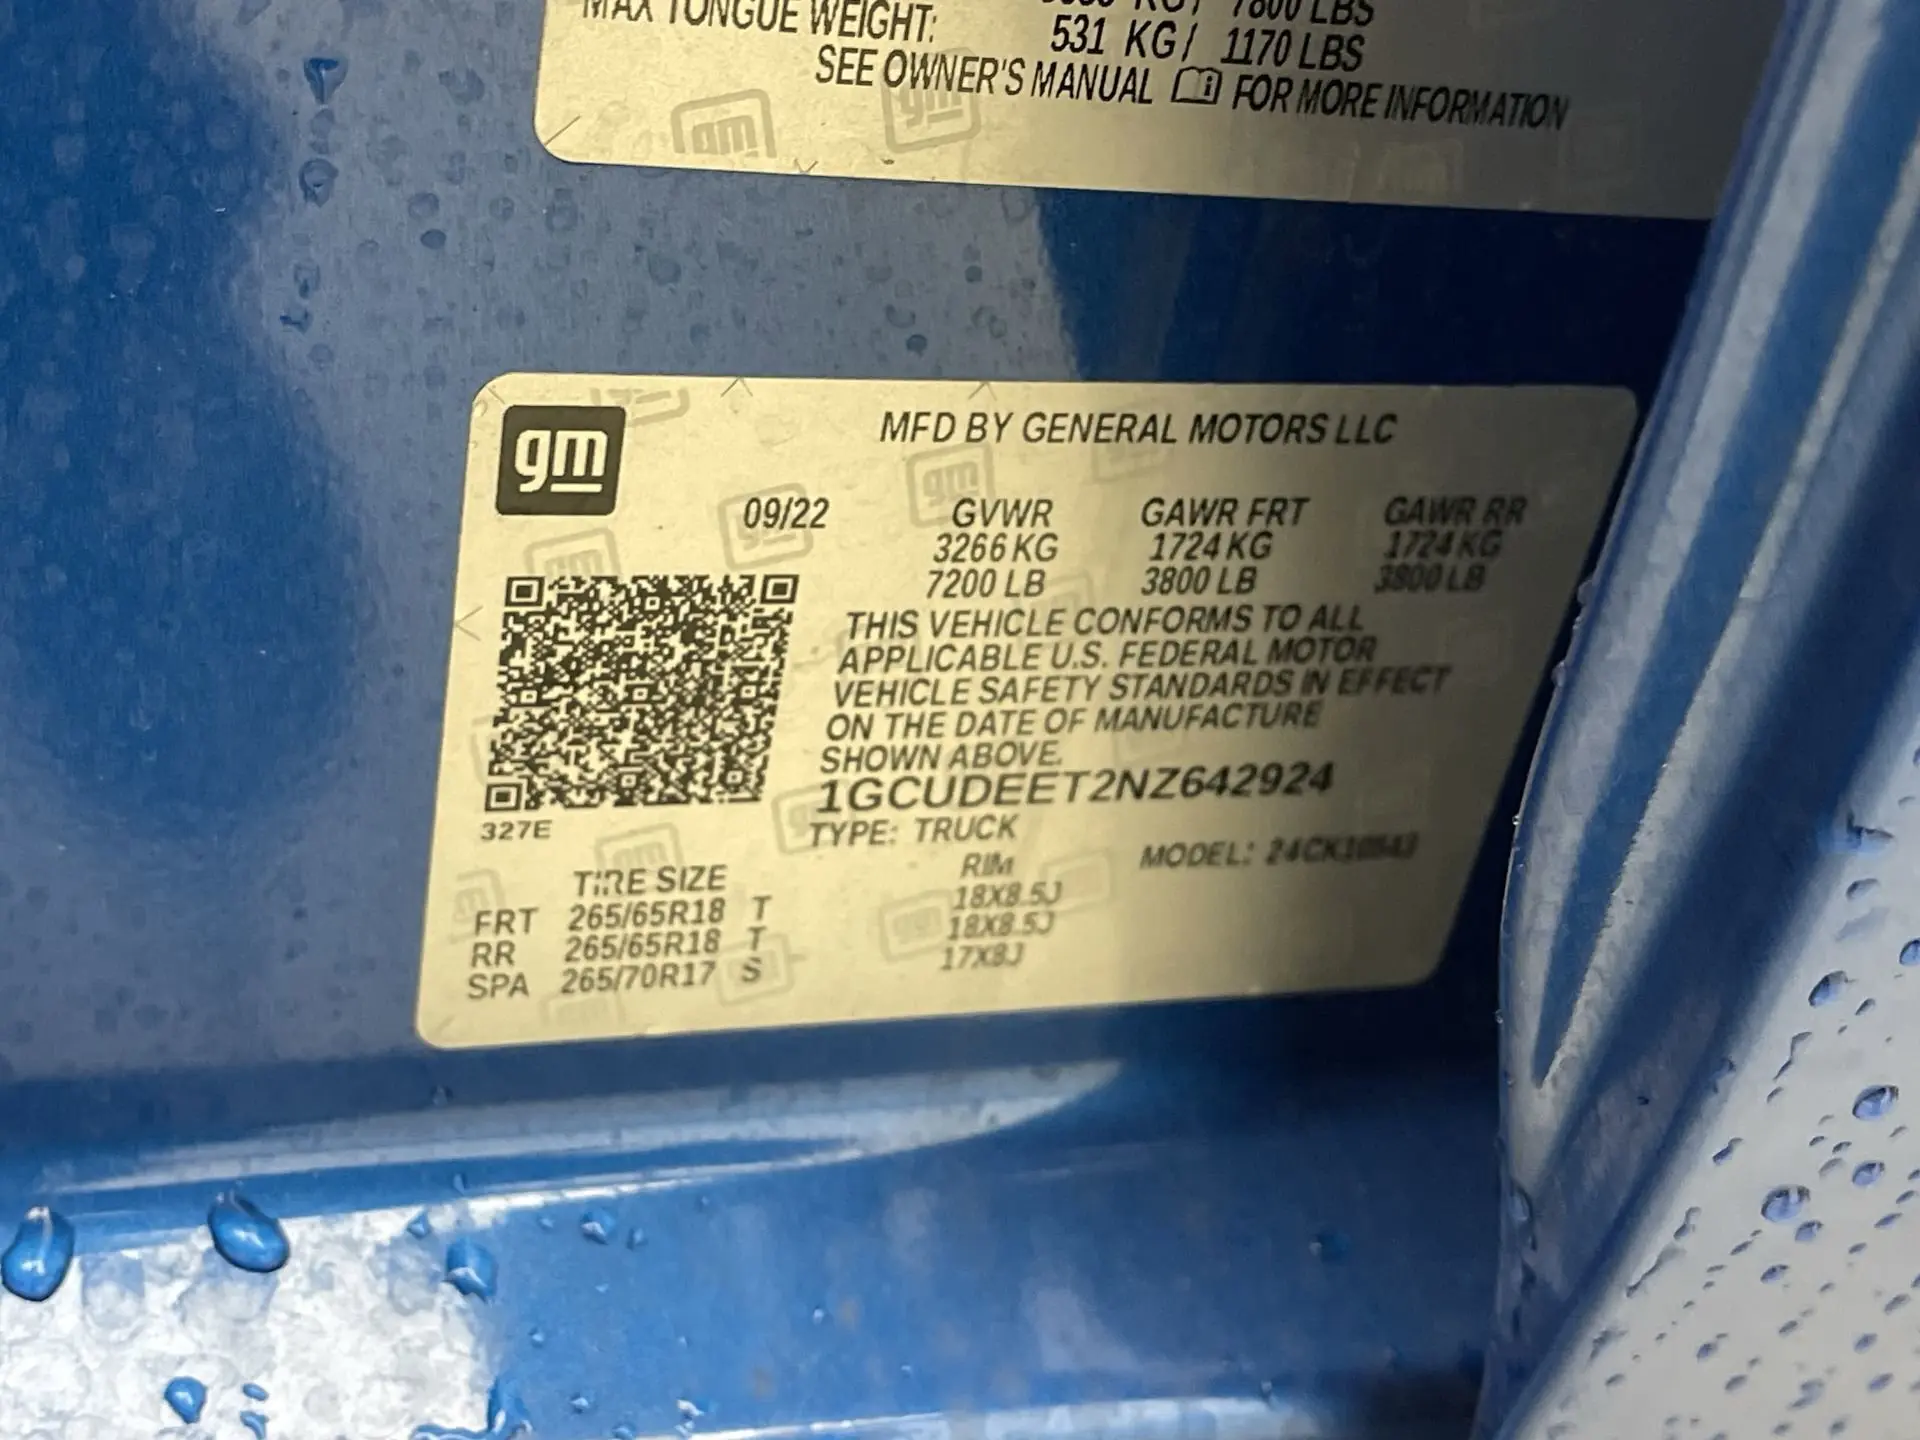 MAX TONGUE WEIGHT: 7800 LBS
531 KG / 1170 LBS
SEE OWNER'S MANUAL FOR MORE INFORMATION
gm
MFD BY GENERAL MOTORS LLC
09/22 GVWR GAWR FRT GAWR RR
3266 KG 1724 KG 1724 KG
7200 LB 3800 LB 3800 LB
THIS VEHICLE CONFORMS TO ALL
APPLICABLE U.S. FEDERAL MOTOR
VEHICLE SAFETY STANDARDS IN EFFECT
ON THE DATE OF MANUFACTURE
SHOWN ABOVE.
1GCUDEET2NZ642924
327E
TYPE: TRUCK
MODEL:
TIRE SIZE RIM
FRT 265/65R18 T 18X8.5J
RR 265/65R18 T 18X8.5J
SPA 265/70R17 S 17X8J